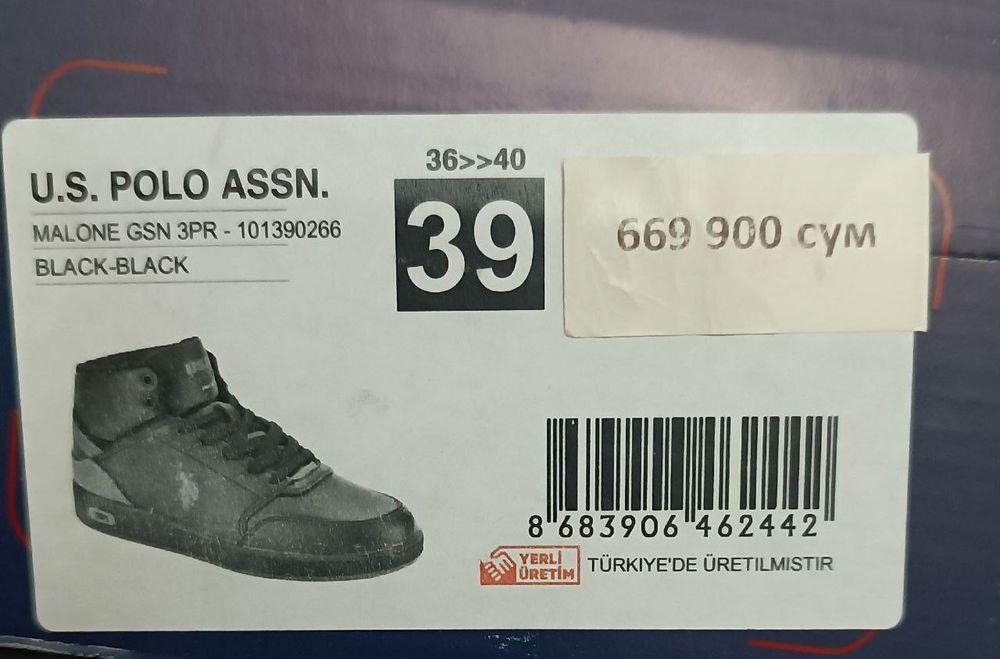 U.S. POLO ASSN.
MALONE GSN 3PR - 101390266
BLACK-BLACK
36>>40
39
669 900 сум
8 683906 462442
YERLİ
ÜRETİM
TÜRKIYE'DE ÜRETILMISTIR